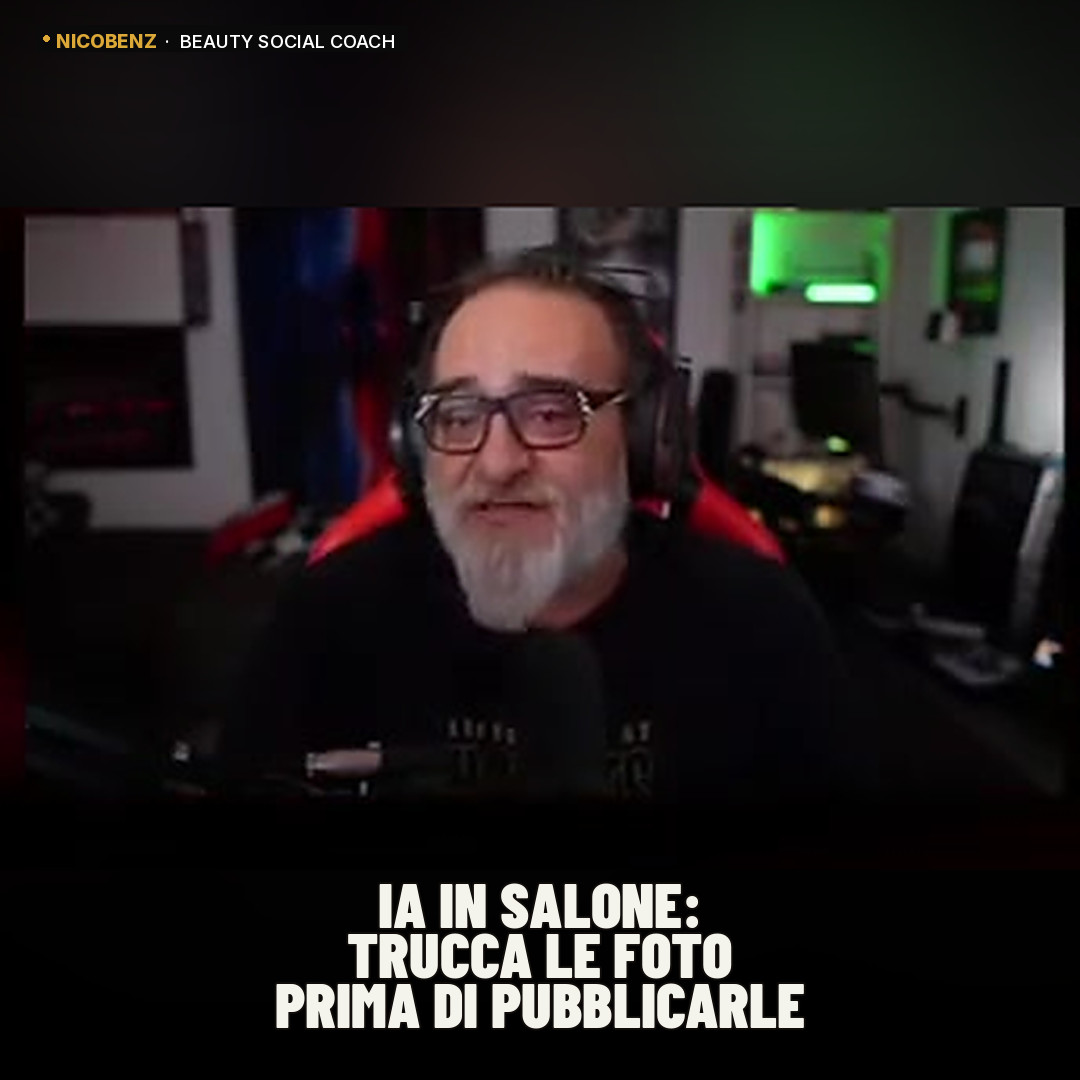 NICOBENZ · BEAUTY SOCIAL COACH
IA IN SALONE:
TRUCCA LE FOTO
PRIMA DI PUBBLICARLE